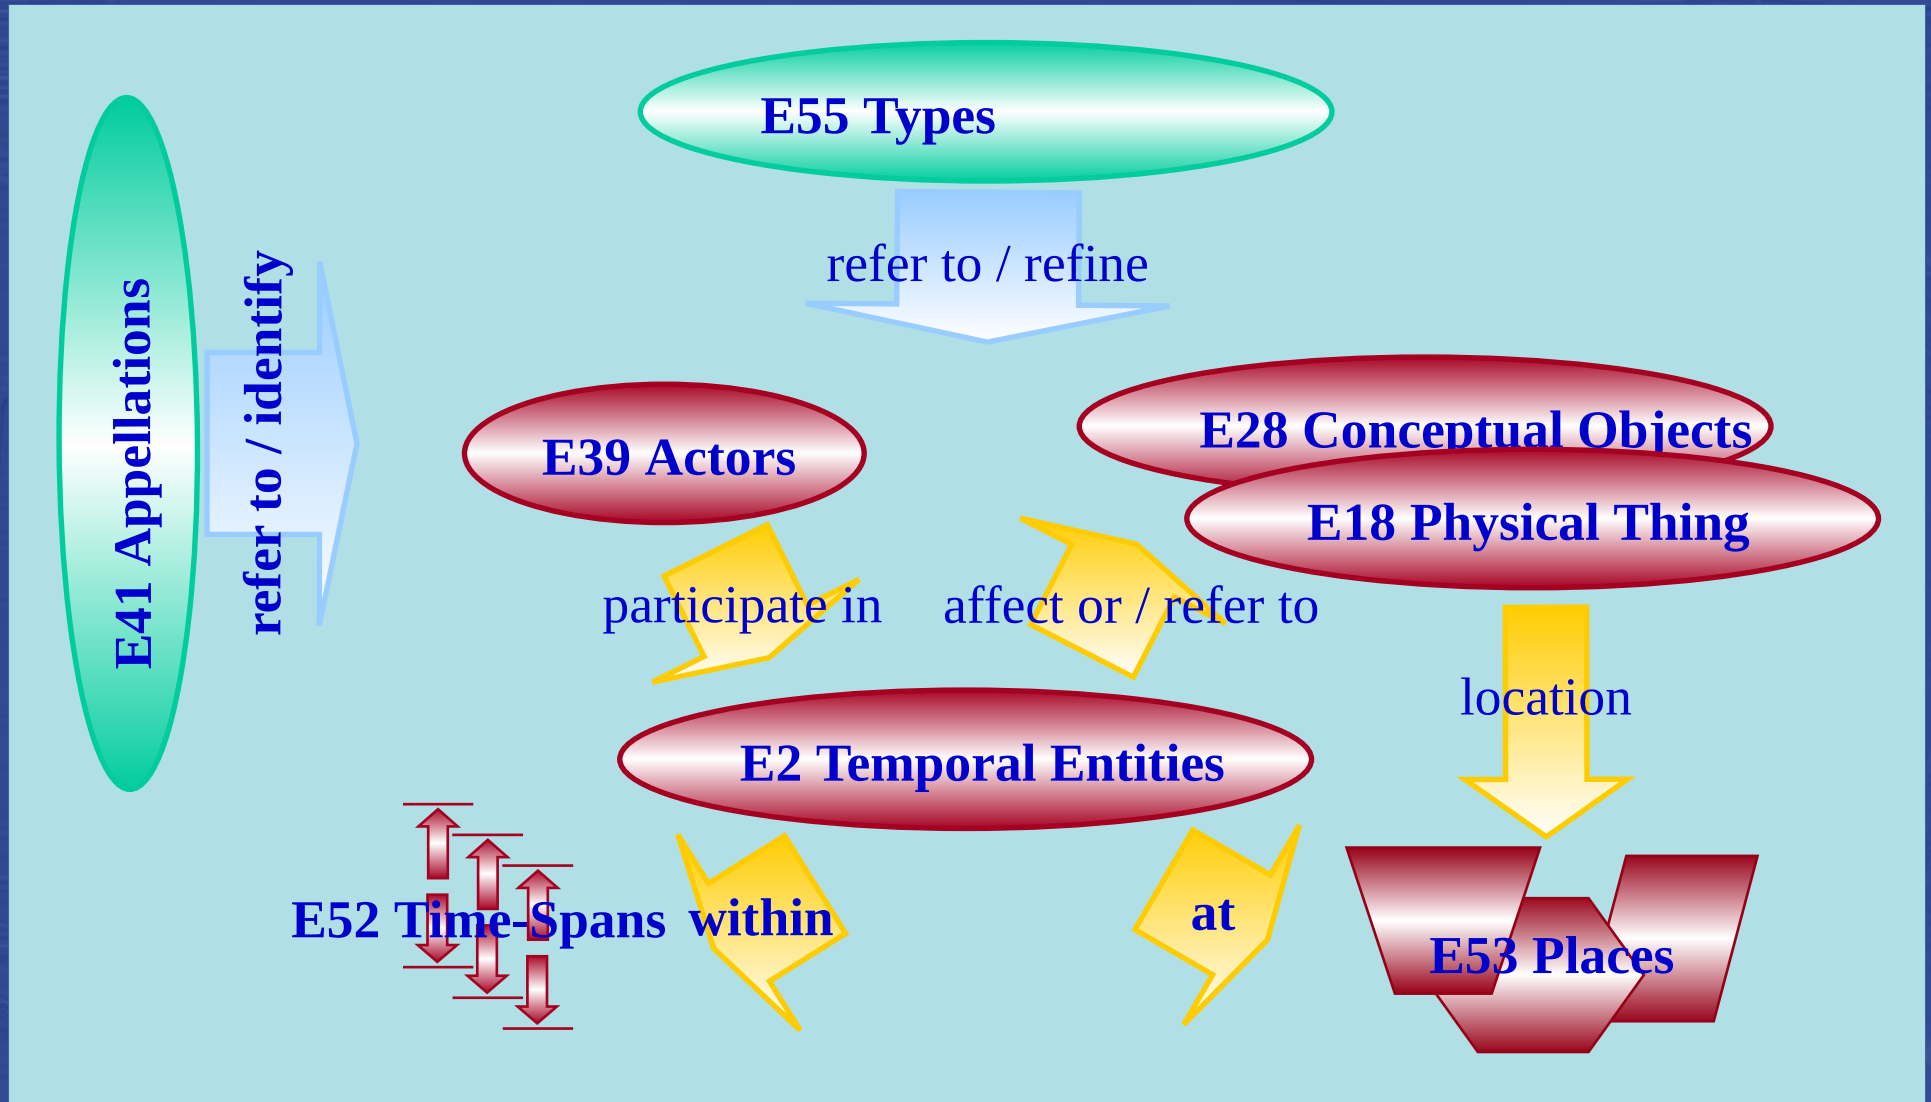 E55 Types
refer to / refine
E41 Appellations
refer to / identify
E39 Actors
E28 Conceptual Objects
E18 Physical Thing
participate in
affect or / refer to
location
E2 Temporal Entities
E52 Time-Spans
within
at
E53 Places